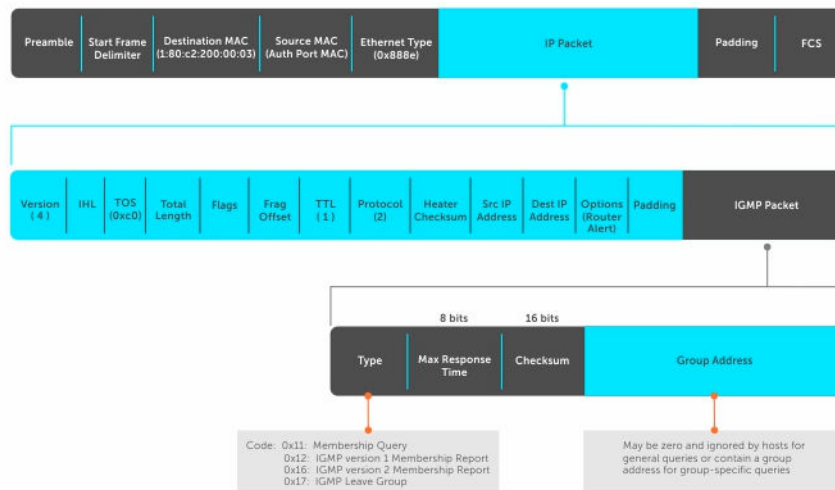 Preamble
Start Frame
Delimiter
Destination MAC
(1:80:c2:200:00:03)
Source MAC
(Auth Port MAC)
Ethernet Type
(0x888e)
IP Packet
Padding
FCS
Version
( 4 )
IHL
TOS
(0xc0)
Total
Length
Flags
Frag
Offset
TTL
( 1 )
Protocol
(2)
Heater
Checksum
Src IP
Address
Dest IP
Address
Options
(Router
Alert)
Padding
IGMP Packet
8 bits
16 bits
Type
Max Response
Time
Checksum
Group Address
Code: 0x11: Membership Query
0x12: IGMP version 1 Membership Report
0x16: IGMP version 2 Membership Report
0x17: IGMP Leave Group
May be zero and ignored by hosts for
general queries or contain a group
address for group-specific queries